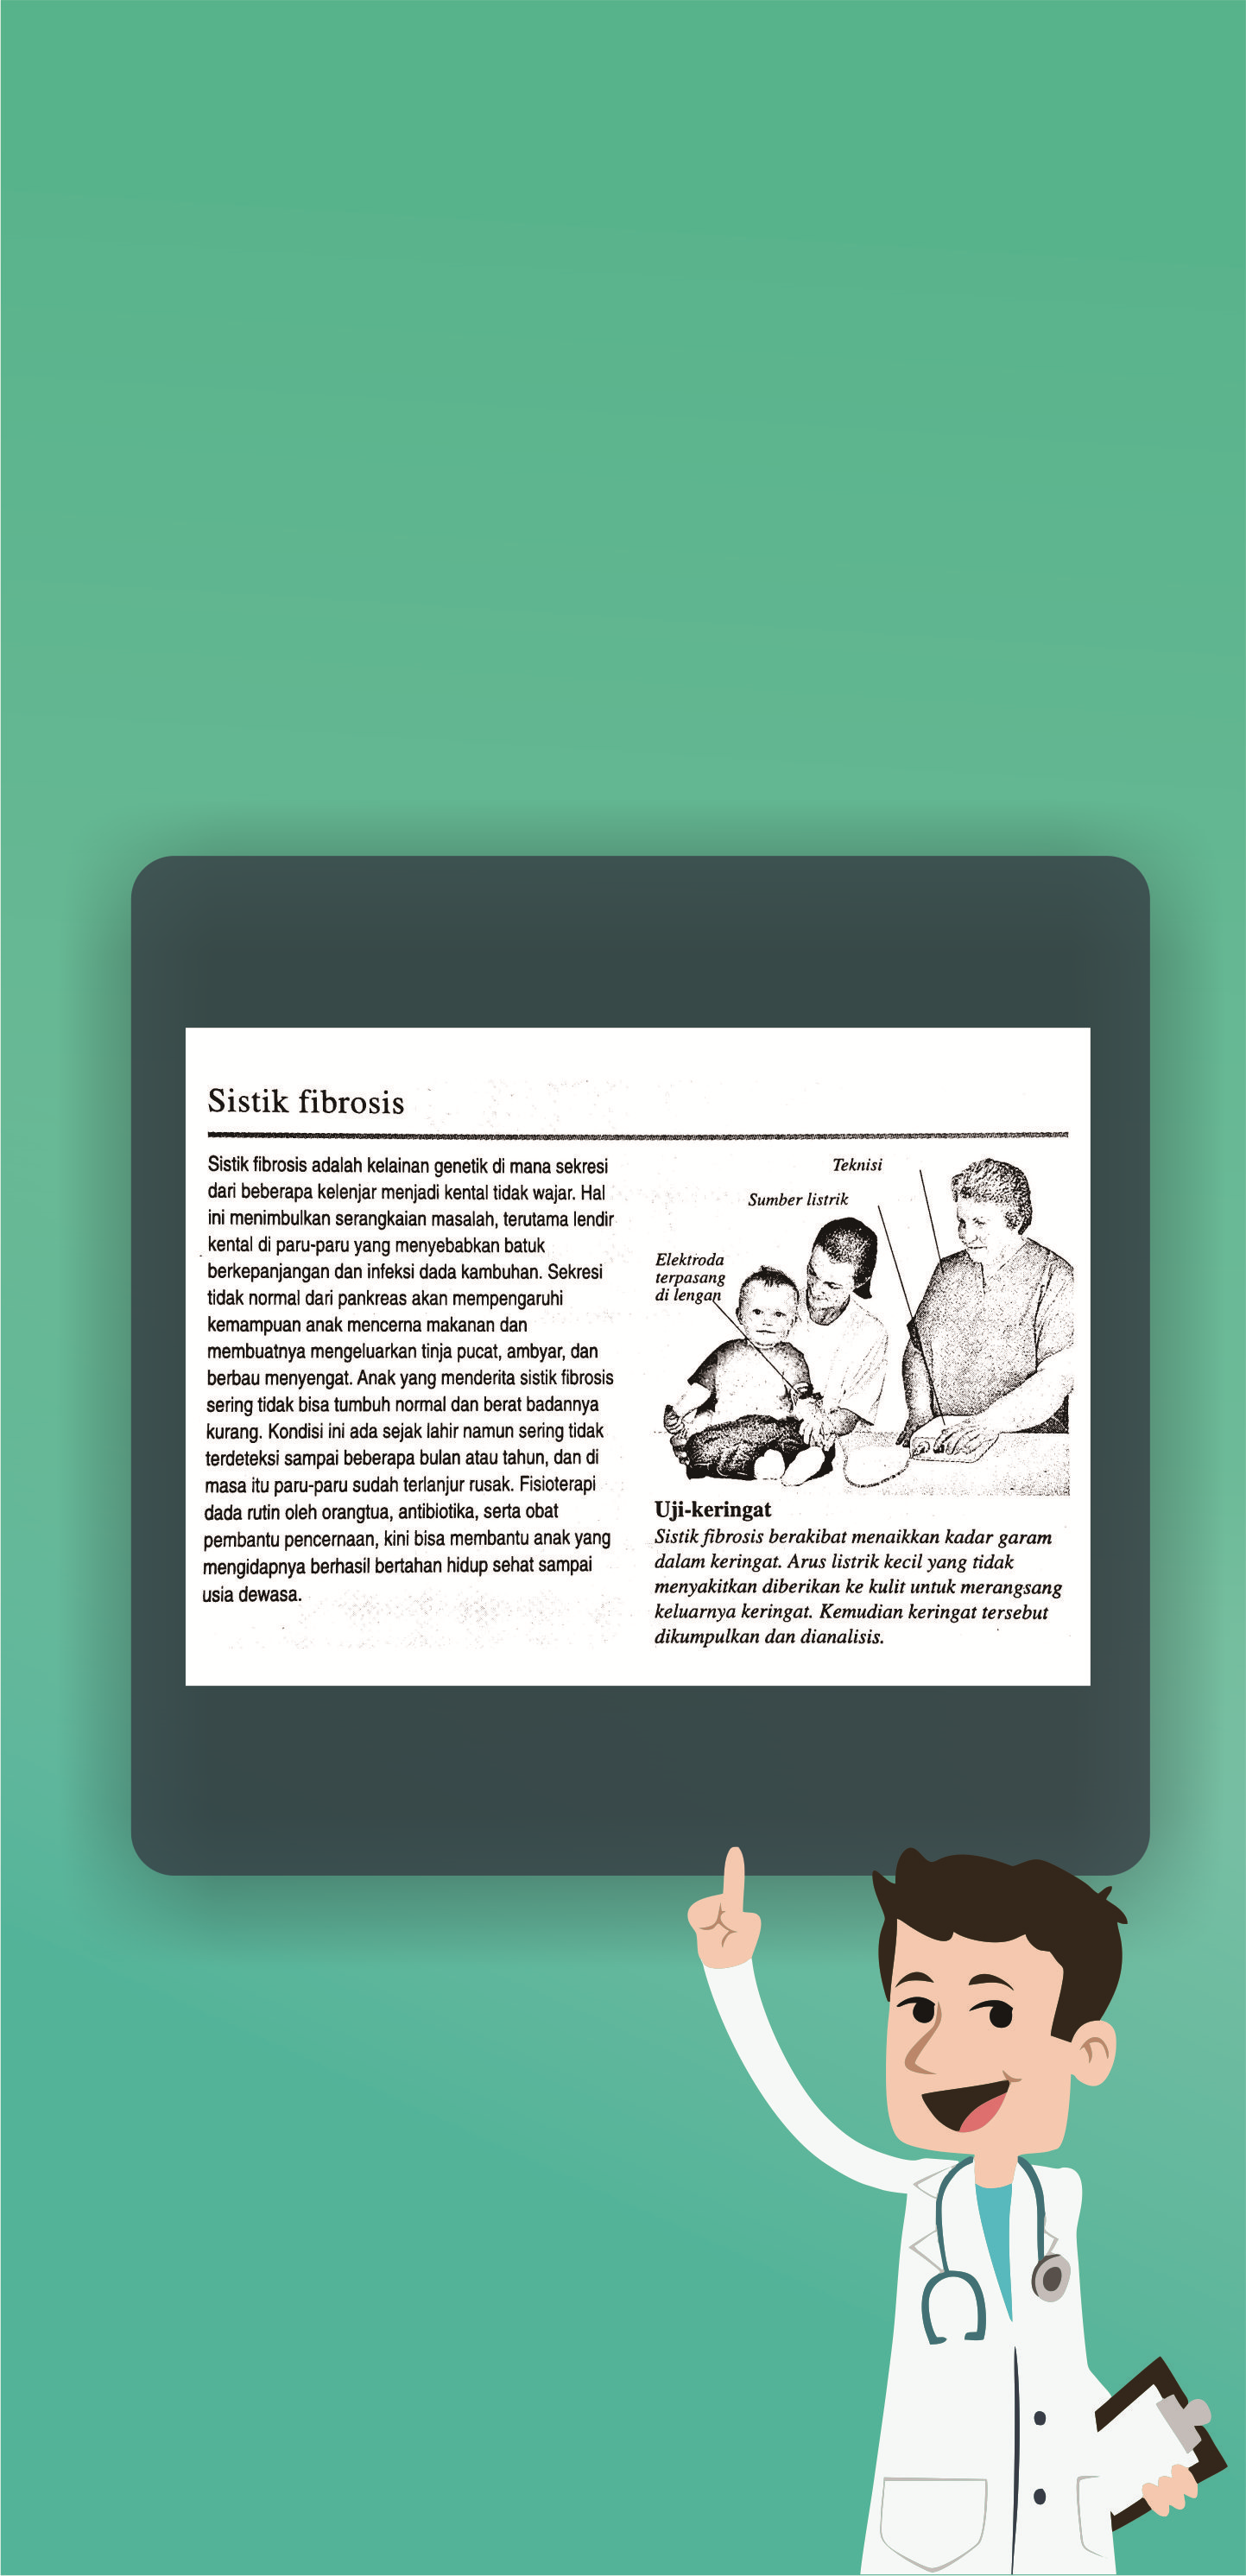 Sistik fibrosis
Sistik fibrosis adalah kelainan genetik di mana sekresi
dari beberapa kelenjar menjadi kental tidak wajar. Hal
ini menimbulkan serangkaian masalah, terutama lendir
kental di paru-paru yang menyebabkan batuk
berkepanjangan dan infeksi dada kambuhan. Sekresi
tidak normal dari pankreas akan mempengaruhi
kemampuan anak mencerna makanan dan
membuatnya mengeluarkan tinja pucat, ambyar, dan
berbau menyengat. Anak yang menderita sistik fibrosis
sering tidak bisa tumbuh normal dan berat badannya
kurang. Kondisi ini ada sejak lahir namun sering tidak
terdeteksi sampai beberapa bulan atau tahun, dan di
masa itu paru-paru sudah terlanjur rusak. Fisioterapi
dada rutin oleh orangtua, antibiotika, serta obat
pembantu pencernaan, kini bisa membantu anak yang
mengidapnya berhasil bertahan hidup sehat sampai
usia dewasa.
Teknisi
Sumber listrik
Elektroda
terpasang
di lengan
Uji-keringat
Sistik fibrosis berakibat menaikkan kadar garam
dalam keringat. Arus listrik kecil yang tidak
menyakitkan diberikan ke kulit untuk merangsang
keluarnya keringat. Kemudian keringat tersebut
dikumpulkan dan dianalisis.